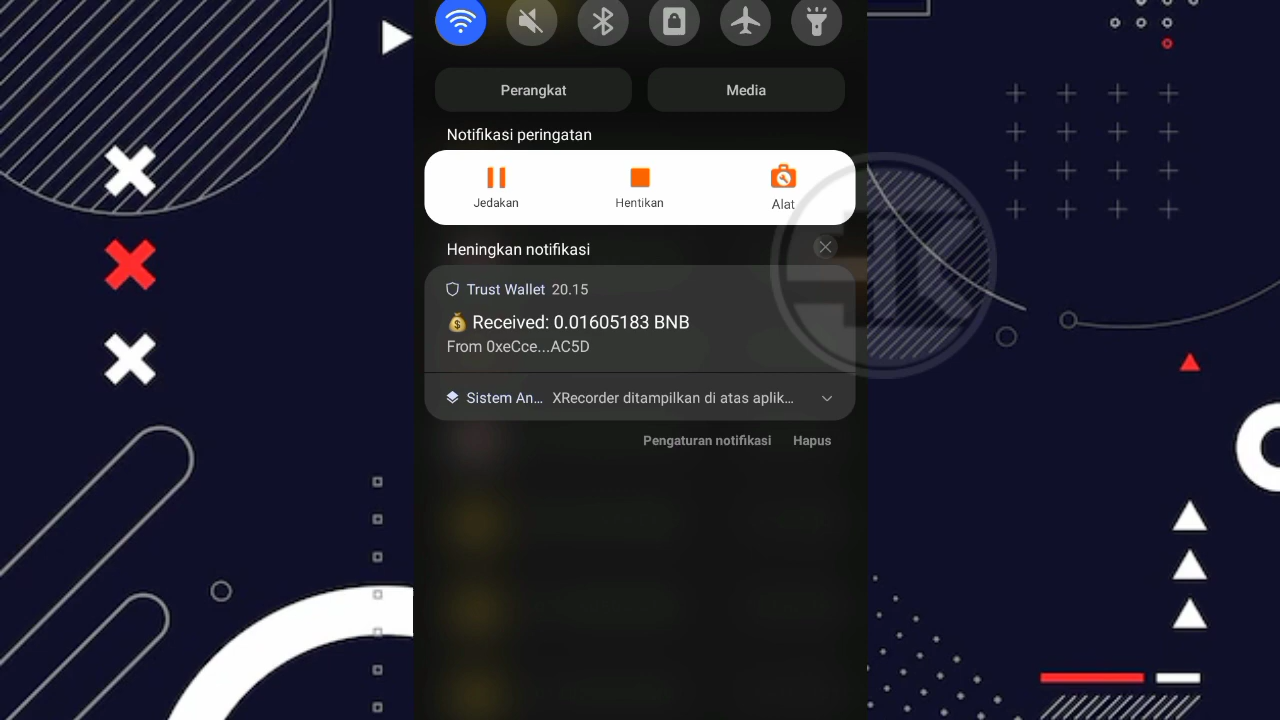 Perangkat
Media
Notifikasi peringatan
Jedakan
Hentikan
Alat
Heningkan notifikasi
Trust Wallet 20.15
💰 Received: 0.01605183 BNB
From 0xeCce...AC5D
Sistem An... XRecorder ditampilkan di atas aplik...
Pengaturan notifikasi
Hapus